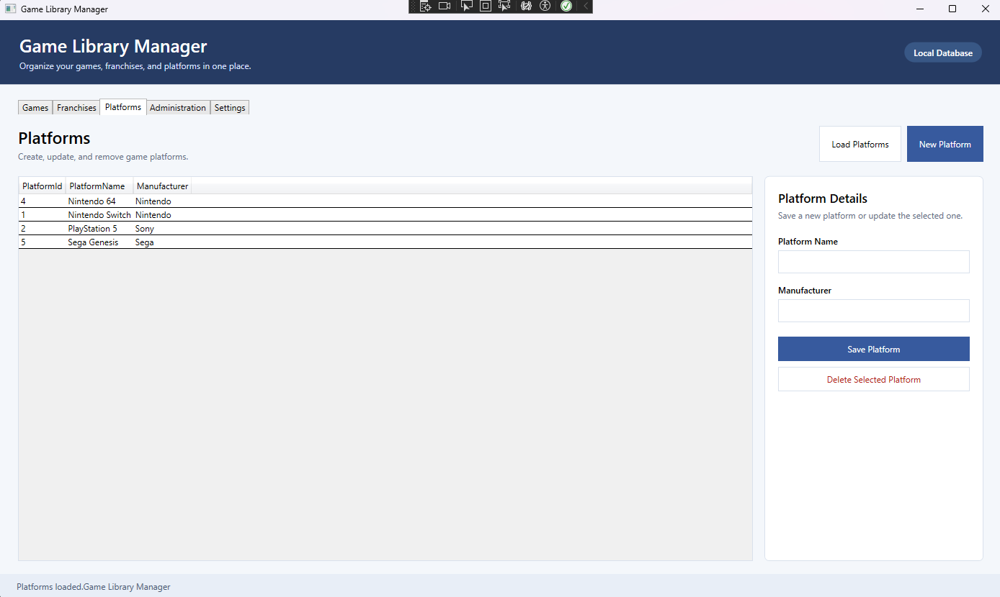 Game Library Manager
Game Library Manager
Organize your games, franchises, and platforms in one place.
Local Database
Games Franchises Platforms Administration Settings
Platforms
Create, update, and remove game platforms.
Load Platforms
New Platform
PlatformId PlatformName Manufacturer
4 Nintendo 64 Nintendo
1 Nintendo Switch Nintendo
2 PlayStation 5 Sony
5 Sega Genesis Sega
Platform Details
Save a new platform or update the selected one.
Platform Name
Manufacturer
Save Platform
Delete Selected Platform
Platforms loaded.Game Library Manager